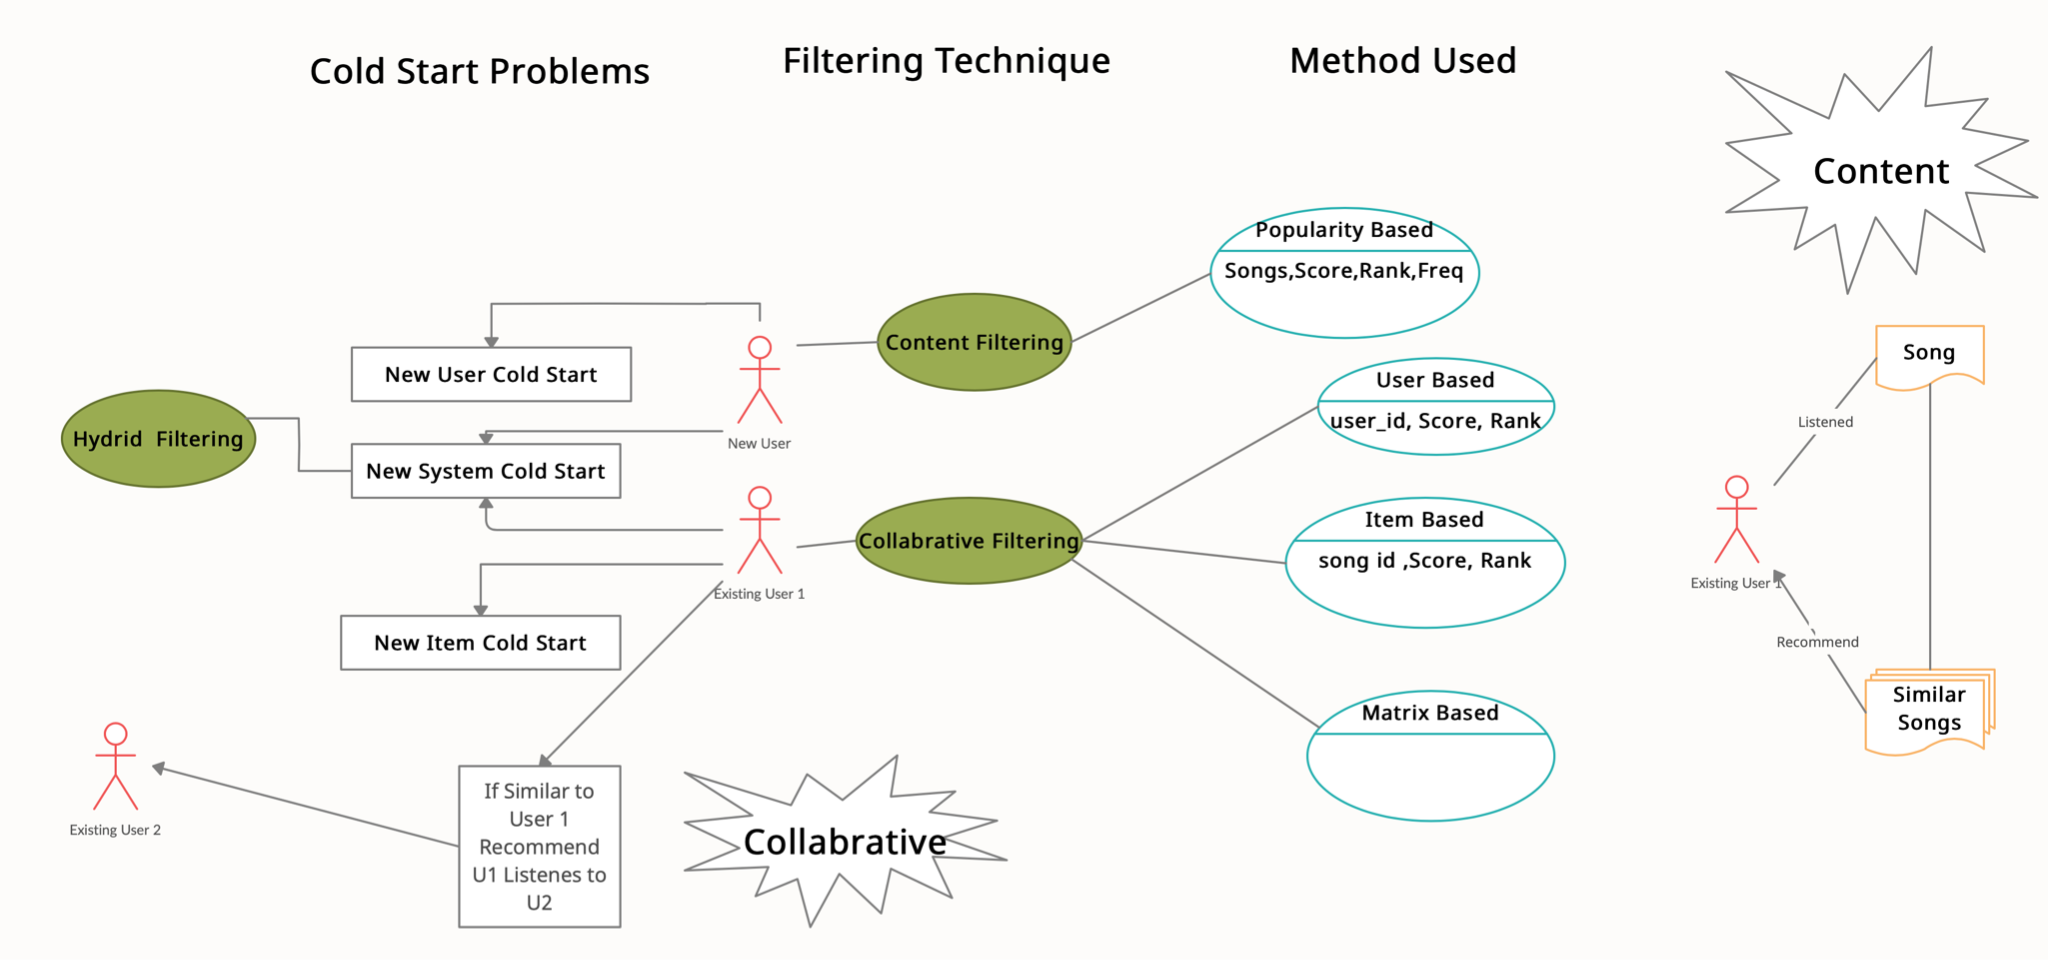 Cold Start Problems
Filtering Technique
Method Used
Content
Popularity Based
Songs,Score,Rank,Freq
Content Filtering
New User Cold Start
New User
Hydrid  Filtering
New System Cold Start
User Based
user_id, Score, Rank
Song
Listened
Existing User 1
Collabrative Filtering
Item Based
song id ,Score, Rank
Existing User 1
New Item Cold Start
Recommend
Similar
Songs
Matrix Based
Existing User 2
If Similar to
User 1
Recommend
U1 Listenes to
U2
Collabrative